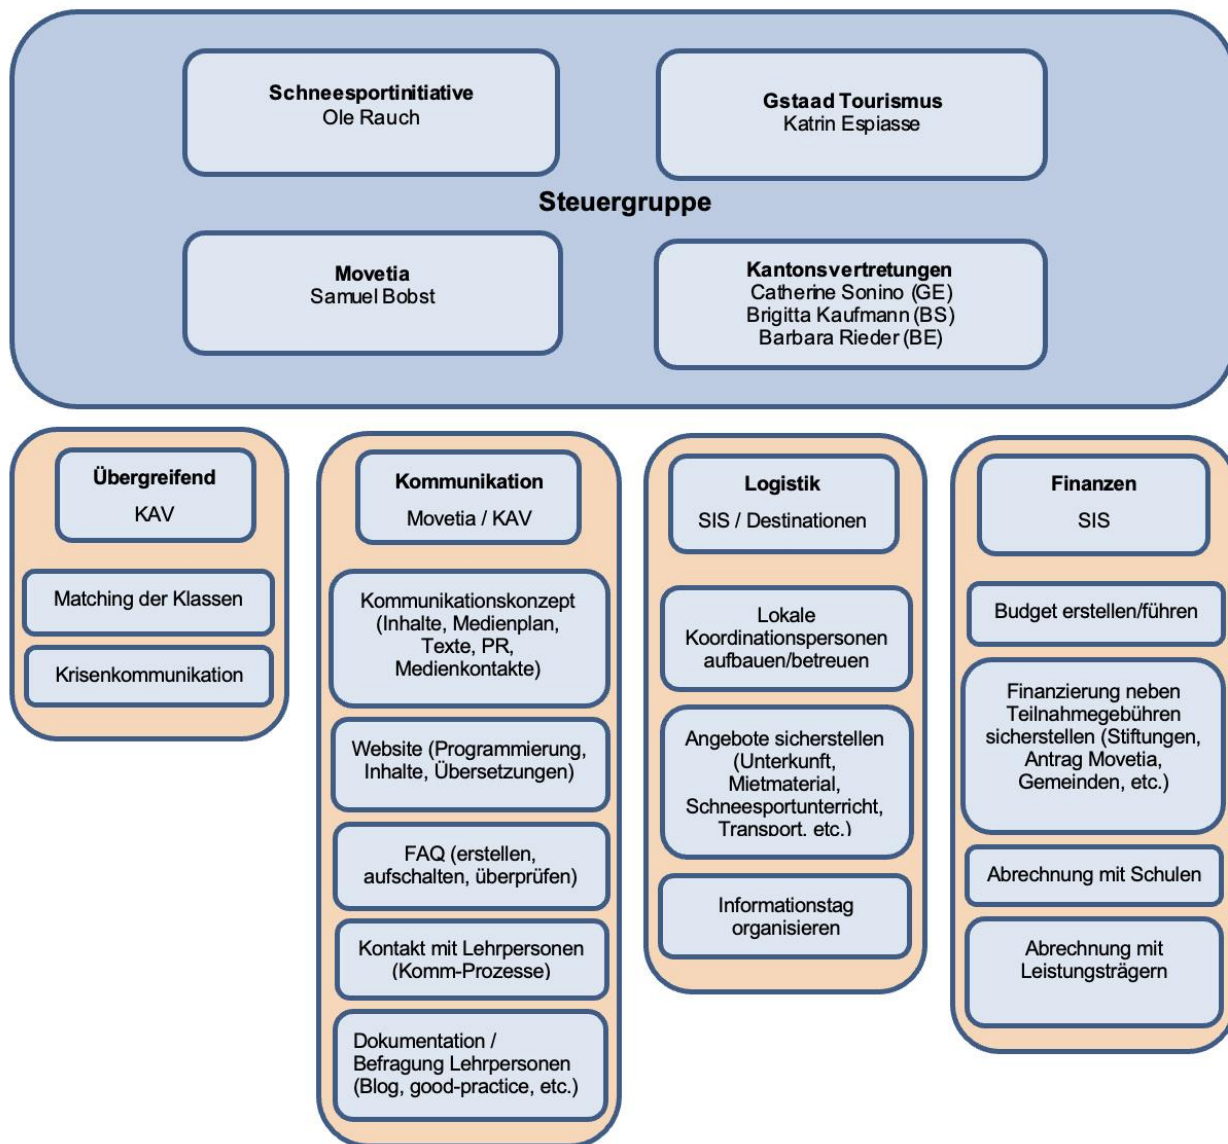 Schneesportinitiative
Ole Rauch
Gstaad Tourismus
Katrin Espiasse
Steuergruppe
Movetia
Samuel Bobst
Kantonsvertretungen
Catherine Sonino (GE)
Brigitta Kaufmann (BS)
Barbara Rieder (BE)
Übergreifend
KAV
Matching der Klassen
Krisenkommunikation
Kommunikation
Movetia / KAV
Kommunikationskonzept
(Inhalte, Medienplan,
Texte, PR,
Medienkontakte)
Website (Programmierung,
Inhalte, Übersetzungen)
FAQ (erstellen,
aufschalten, überprüfen)
Kontakt mit Lehrpersonen
(Komm-Prozesse)
Dokumentation /
Befragung Lehrpersonen
(Blog, good-practice, etc.)
Logistik
SIS / Destinationen
Lokale
Koordinationspersonen
aufbauen/betreuen
Angebote sicherstellen
(Unterkunft,
Mietmaterial,
Schneesportunterricht,
Transport, etc.)
Informationstag
organisieren
Finanzen
SIS
Budget erstellen/führen
Finanzierung neben
Teilnahmegebühren
sicherstellen (Stiftungen,
Antrag Movetia,
Gemeinden, etc.)
Abrechnung mit Schulen
Abrechnung mit
Leistungsträgern